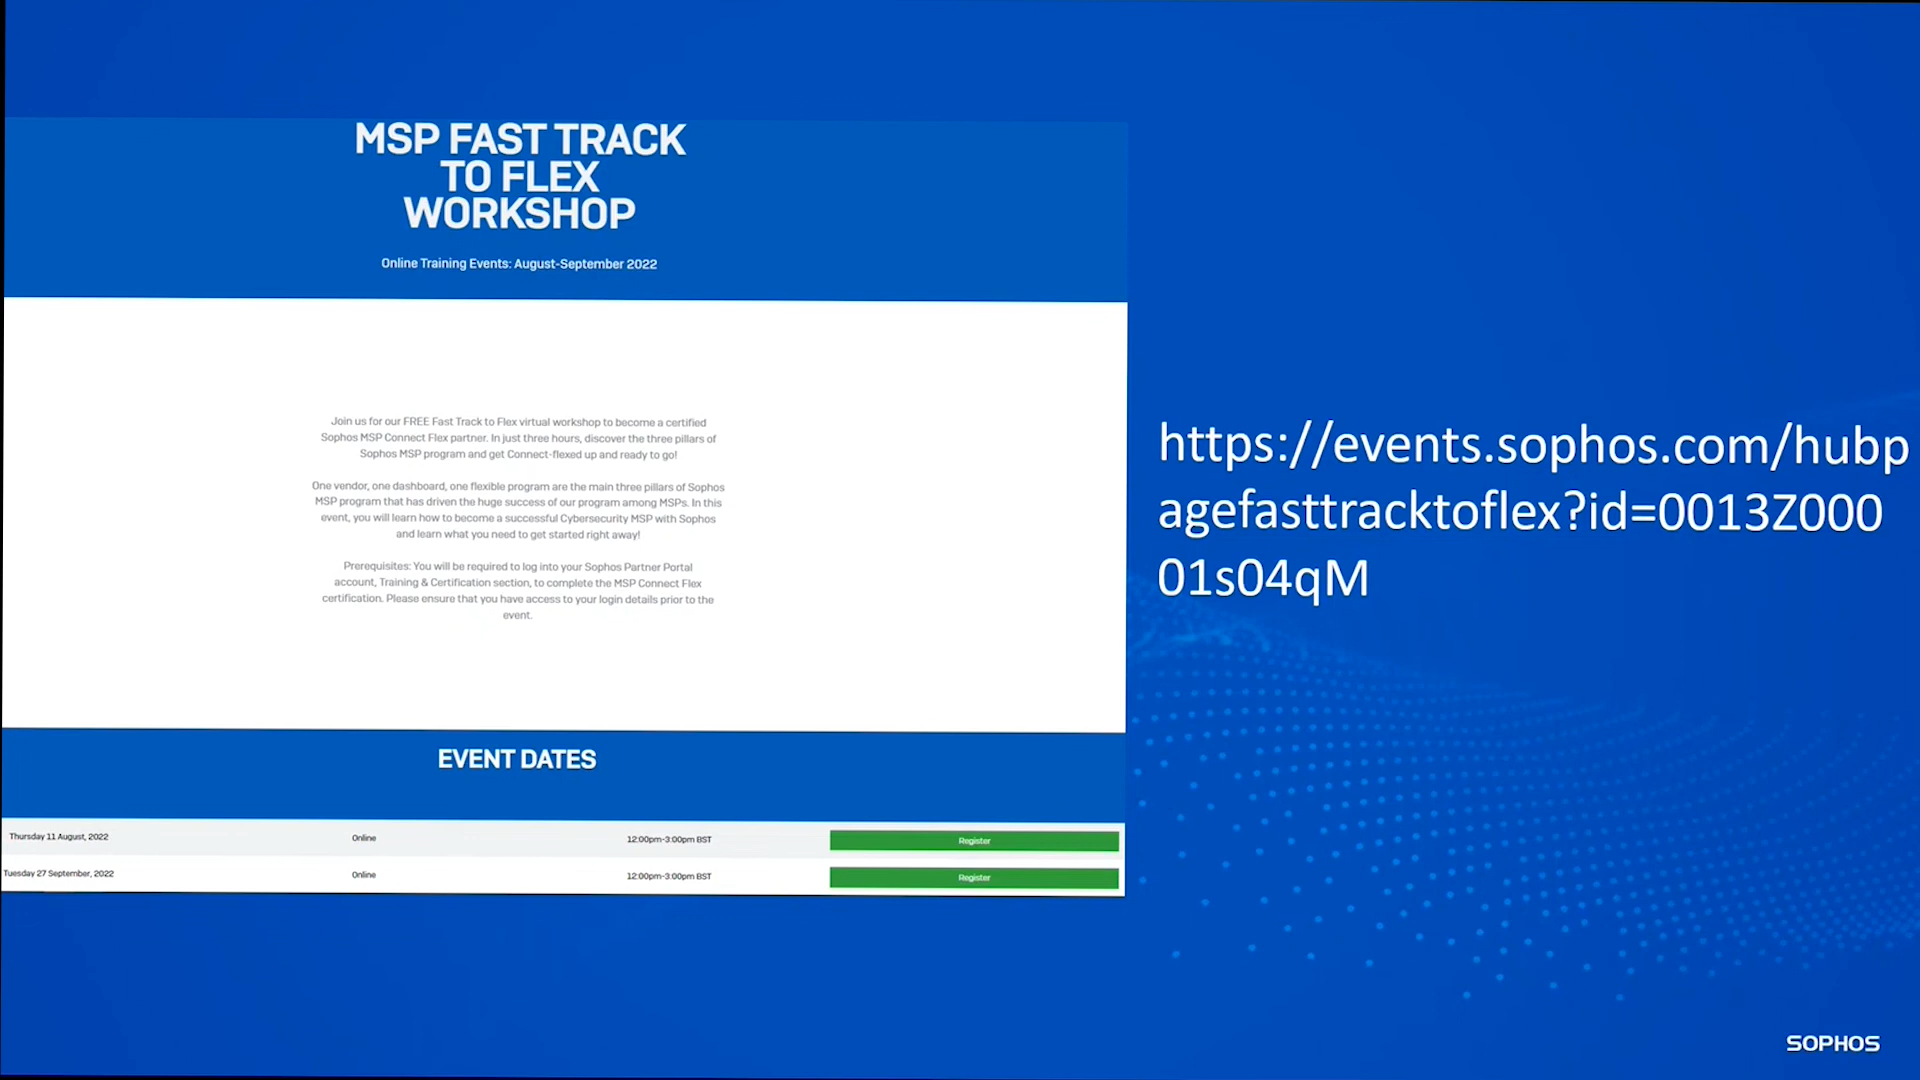 MSP FAST TRACK
TO FLEX
WORKSHOP
Online Training Events: August-September 2022
Join us for our FREE Fast Track to Flex virtual workshop to become a certified
Sophos MSP Connect Flex partner. In just three hours, discover the three pillars of
Sophos MSP program and get Connect-flexed up and ready to go!
One vendor, one dashboard, one flexible program are the main three pillars of Sophos
MSP program that has driven the huge success of our program among MSPs. In this
event, you will learn how to become a successful Cybersecurity MSP with Sophos
and learn what you need to get started right away!
Prerequisites: You will be required to log into your Sophos Partner Portal
account, Training & Certification section, to complete the MSP Connect Flex
certification. Please ensure that you have access to your login details prior to the
event.
EVENT DATES
Thursday 11 August, 2022 Online 12:00pm-3:00pm BST Register
Tuesday 27 September, 2022 Online 12:00pm-3:00pm BST Register
https://events.sophos.com/hubp
agefasttracktoflex?id=0013Z000
01s04qM
SOPHOS